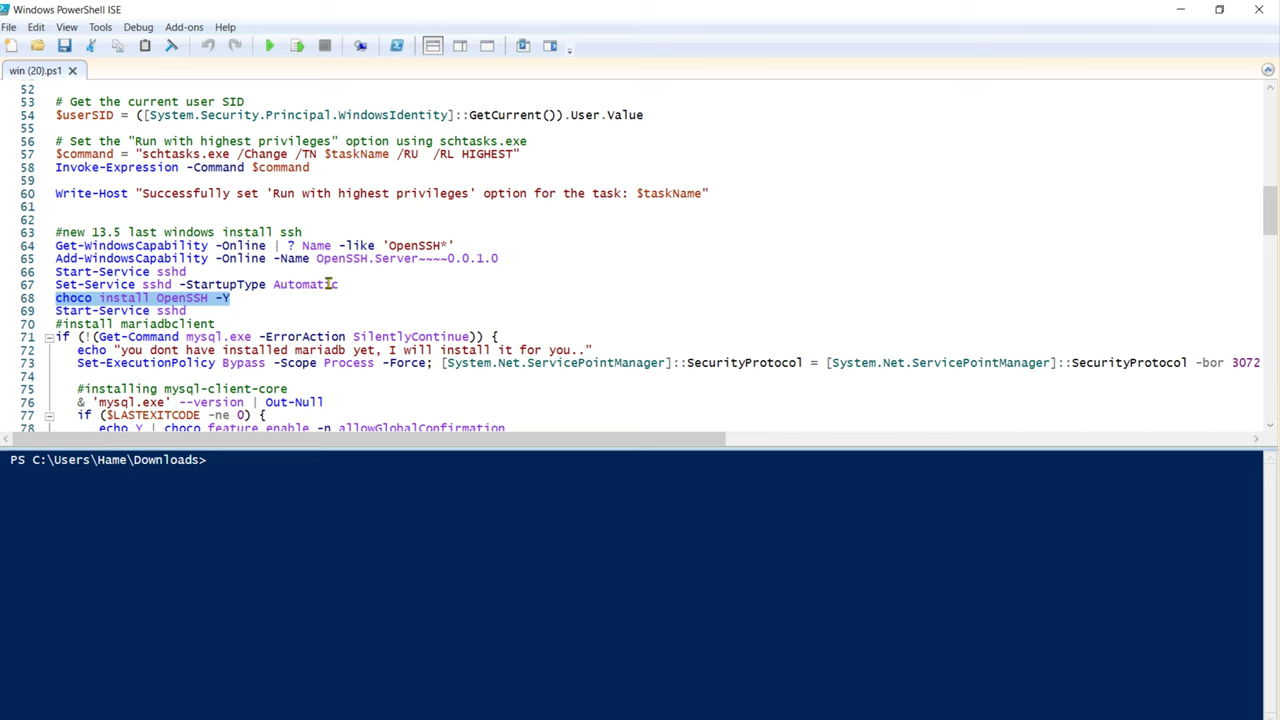 Windows PowerShell ISE
File Edit View Tools Debug Add-ons Help
win (20).ps1
52
53 # Get the current user SID
54 $userSID = ([System.Security.Principal.WindowsIdentity]::GetCurrent()).User.Value
55
56 # Set the "Run with highest privileges" option using schtasks.exe
57 $command = "schtasks.exe /Change /TN $taskName /RU  /RL HIGHEST"
58 Invoke-Expression -Command $command
59
60 Write-Host "Successfully set 'Run with highest privileges' option for the task: $taskName"
61
62
63 #new 13.5 last windows install ssh
64 Get-WindowsCapability -Online | ? Name -like 'OpenSSH*'
65 Add-WindowsCapability -Online -Name OpenSSH.Server~~~~0.0.1.0
66 Start-Service sshd
67 Set-Service sshd -StartupType Automatic
68 choco install OpenSSH -Y
69 Start-Service sshd
70 #install mariadbclient
71 if (!(Get-Command mysql.exe -ErrorAction SilentlyContinue)) {
72 echo "you dont have installed mariadb yet, I will install it for you.."
73 Set-ExecutionPolicy Bypass -Scope Process -Force; [System.Net.ServicePointManager]::SecurityProtocol = [System.Net.ServicePointManager]::SecurityProtocol -bor 3072
74
75 #installing mysql-client-core
76 & 'mysql.exe' --version | Out-Null
77 if ($LASTEXITCODE -ne 0) {
78 echo Y | choco feature enable -n allowGlobalConfirmation
PS C:\Users\Hame\Downloads>